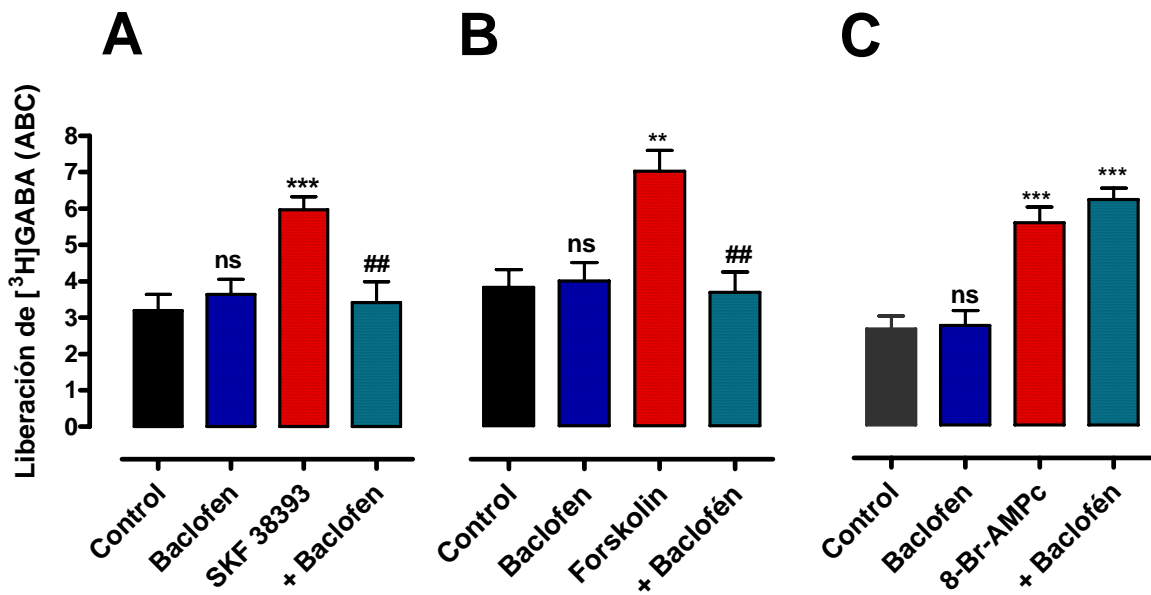 A
B
C
Liberación de [³H]GABA (ABC)
8
7
6
5
4
3
2
1
0
ns
***
##
ns
**
##
ns
***
***
Control
Baclofen
SKF 38393
+ Baclofen
Control
Baclofen
Forskolin
+ Baclofén
Control
Baclofen
8-Br-AMPc
+ Baclofén